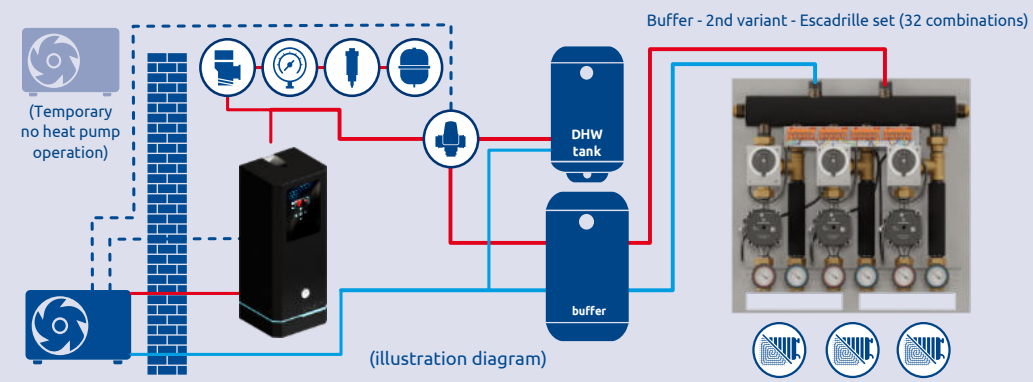 Buffer - 2nd variant - Escadrille set (32 combinations)
(Temporary
no heat pump
operation)
DHW
tank
buffer
(illustration diagram)